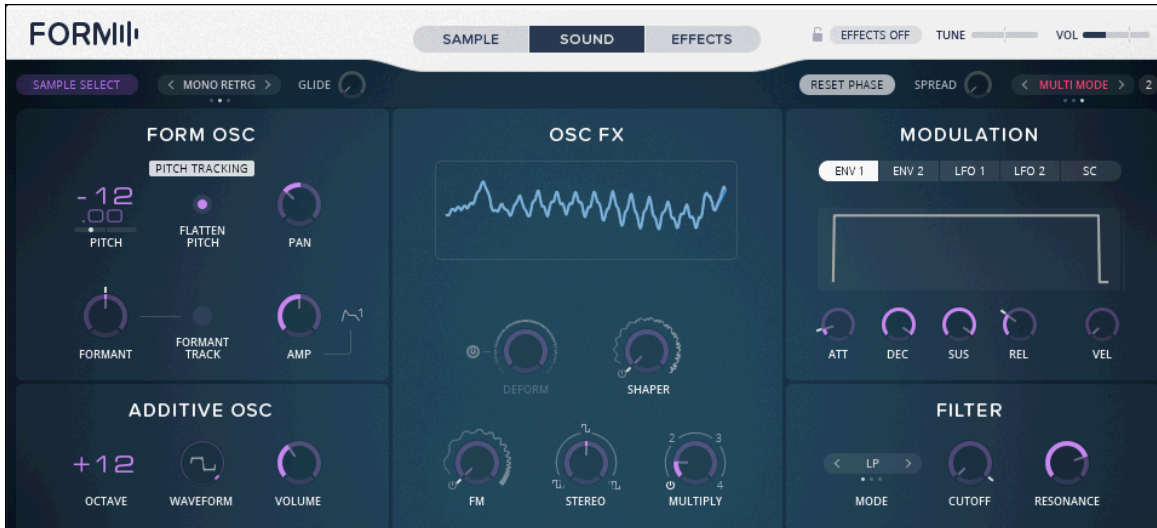 FORM
SAMPLE SOUND EFFECTS
EFFECTS OFF TUNE VOL
SAMPLE SELECT < MONO RETRG > GLIDE
RESET PHASE SPREAD < MULTI MODE > 2
FORM OSC
PITCH TRACKING
-12
.00
PITCH
FLATTEN
PITCH
PAN
FORMANT
FORMANT
TRACK
AMP
1
ADDITIVE OSC
+12
OCTAVE
WAVEFORM
VOLUME
OSC FX
DEFORM
SHAPER
FM
STEREO
2 3
4
MULTIPLY
MODULATION
ENV 1 ENV 2 LFO 1 LFO 2 SC
ATT DEC SUS REL VEL
FILTER
< LP >
MODE CUTOFF RESONANCE